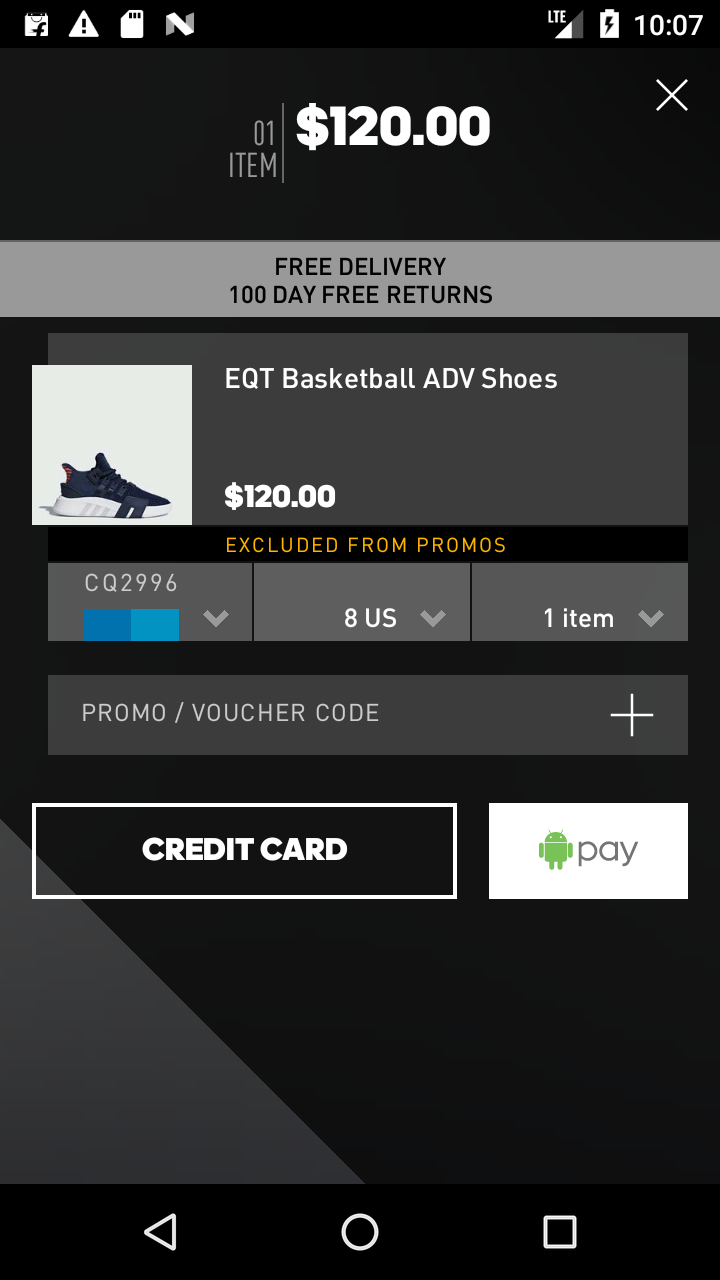 LTE 10:07
01
ITEM
$120.00
FREE DELIVERY
100 DAY FREE RETURNS
EQT Basketball ADV Shoes
$120.00
EXCLUDED FROM PROMOS
CQ2996
8 US
1 item
PROMO / VOUCHER CODE
CREDIT CARD
pay